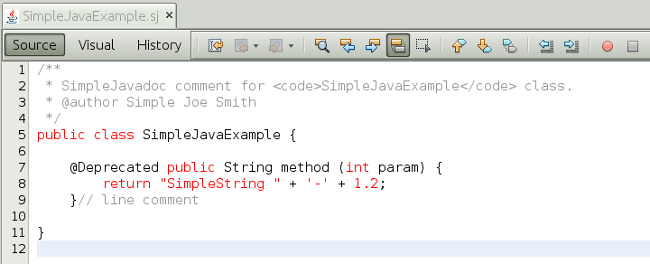 SimpleJavaExample.sj
Source Visual History
1 /**
2 * SimpleJavadoc comment for <code>SimpleJavaExample</code> class.
3 * @author Simple Joe Smith
4 */
5 public class SimpleJavaExample {
6
7 @Deprecated public String method (int param) {
8 return "SimpleString " + '-' + 1.2;
9 }// line comment
10
11 }
12